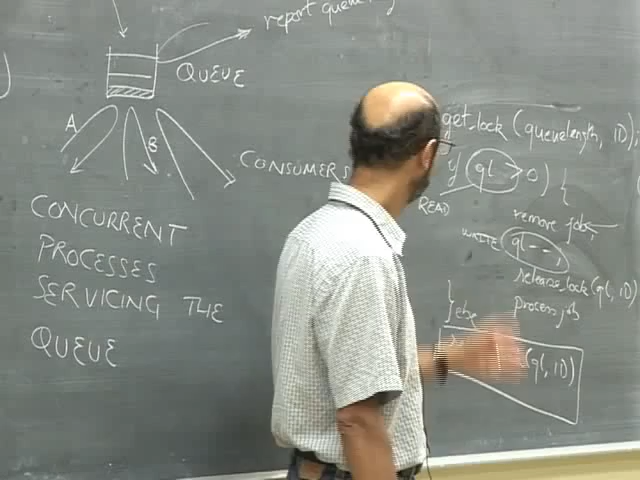 report queue
QUEUE
A
B
CONSUMERS
CONCURRENT
PROCESSES
SERVICING THE
QUEUE
get_lock (queuelength, ID);
(ql > 0) {
READ
remove job;
WRITE ql--;
release_lock (ql, ID)
process job
} else
(ql, ID)